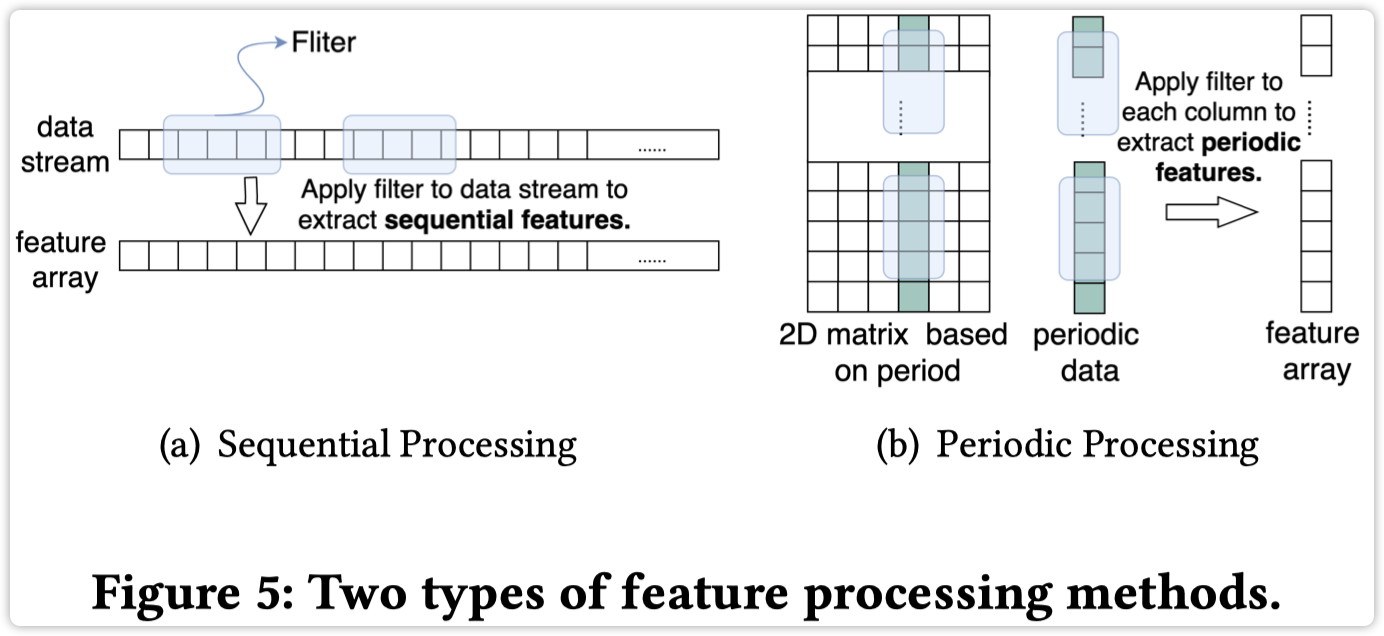 Fliter
data
stream
......
Apply filter to data stream to
extract sequential features.
feature
array
......
(a) Sequential Processing
Apply filter to
each column to
extract periodic
features.
2D matrix based
on period
periodic
data
feature
array
(b) Periodic Processing
Figure 5: Two types of feature processing methods.